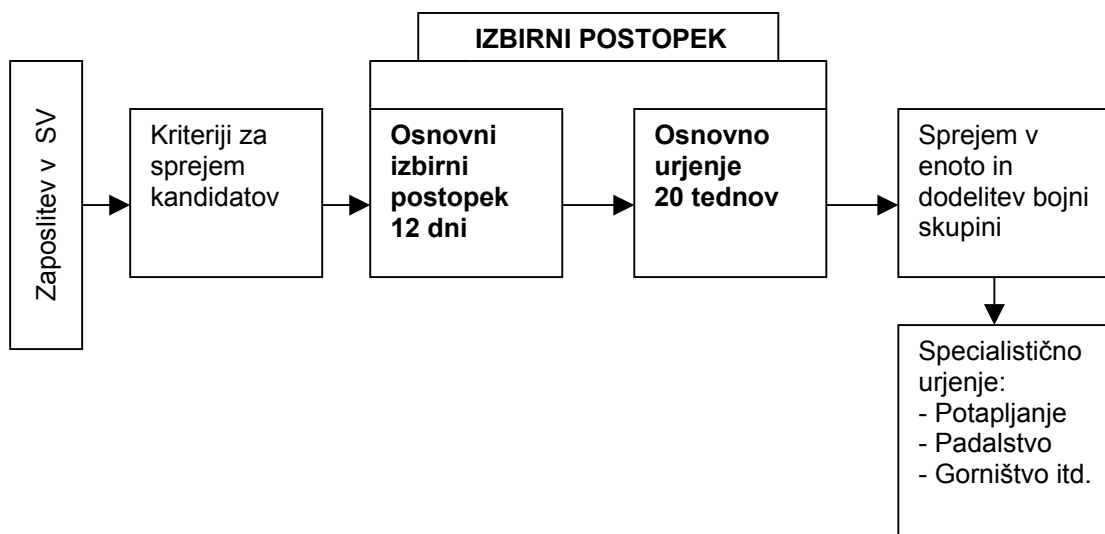 IZBIRNI POSTOPEK
Zaposlitev v SV
Kriteriji za
sprejem
kandidatov
Osnovni
izbirni
postopek
12 dni
Osnovno
urjenje
20 tednov
Sprejem v
enoto in
dodelitev bojni
skupini
Specialistično
urjenje:
- Potapljanje
- Padalstvo
- Gorništvo itd.